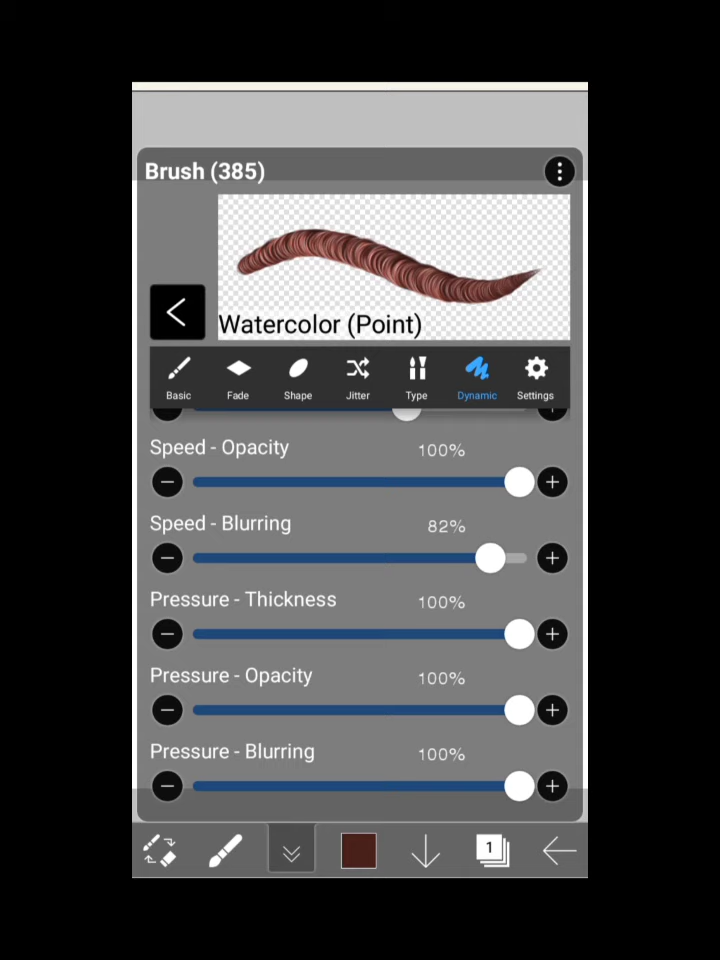 Brush (385)
Watercolor (Point)
Basic Fade Shape Jitter Type Dynamic Settings
Speed - Opacity 100%
Speed - Blurring 82%
Pressure - Thickness 100%
Pressure - Opacity 100%
Pressure - Blurring 100%
1